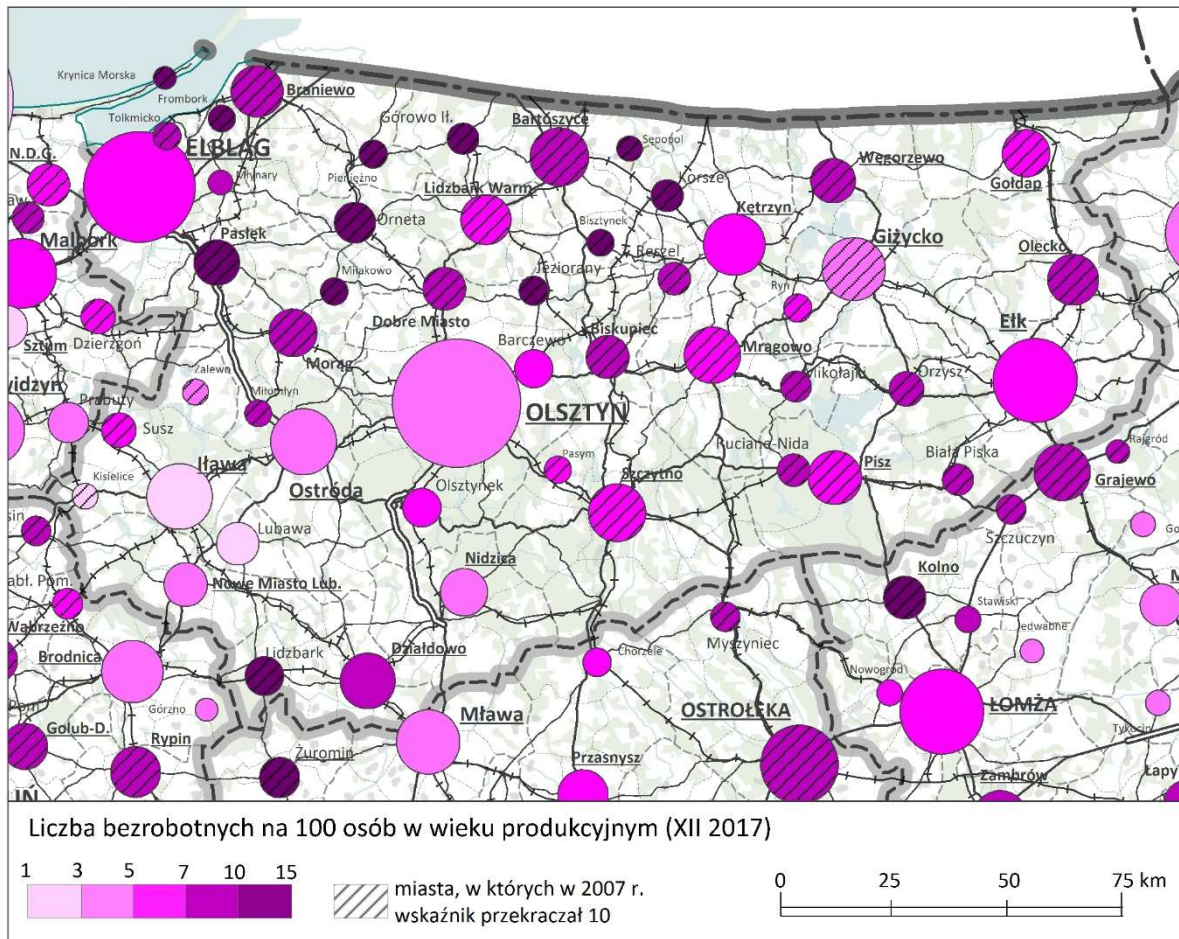 Krynica Morska
Frombork
Tolkmicko
Braniewo
Górowo Ił.
Bartoszyce
Sępopol
ELBLĄG
N.D.G.
Młynary
Pieniężno
Lidzbark Warm.
Korsze
Węgorzewo
Gołdap
Kętrzyn
Malbork
Pasłęk
Orneta
Bisztynek
Reszel
Giżycko
Olecko
Miłakowo
Jeziorany
Ryn
Dobre Miasto
Sztum
Dzierzgoń
Morąg
Barczewo
Biskupiec
Mrągowo
Ełk
Zalewo
Miłomłyn
Mikołajki
Orzysz
widzyn
Prabuty
Susz
OLSZTYN
Kisielice
Iława
Ostróda
Olsztynek
Pasym
Szczytno
Ruciane-Nida
Pisz
Biała Piska
Rajgród
Grajewo
sin
Lubawa
Szczuczyn
Nidzica
Nowe Miasto Lub.
Kolno
Stawiski
Jedwabne
Wąbrzeźno
Brodnica
Lidzbark
Działdowo
Chorzele
Myszyniec
Nowogród
Górzno
Mława
OSTROŁĘKA
ŁOMŻA
Tykocin
Golub-D.
Rypin
Żuromin
Przasnysz
Zambrów
Łapy
Liczba bezrobotnych na 100 osób w wieku produkcyjnym (XII 2017)
1 3 5 7 10 15
miasta, w których w 2007 r.
wskaźnik przekraczał 10
0 25 50 75 km